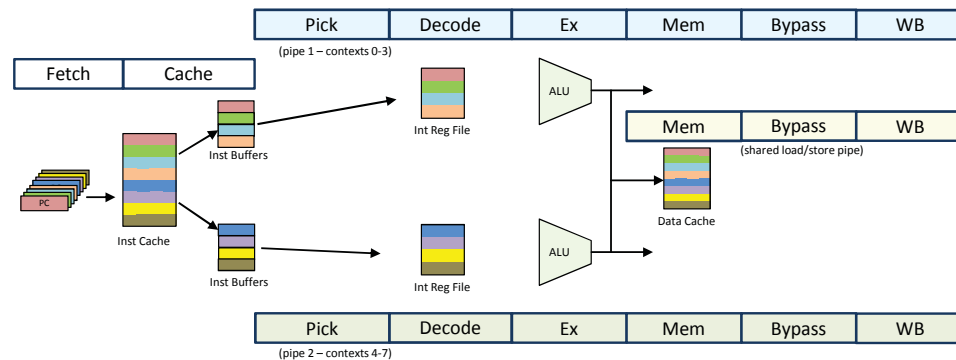 Pick Decode Ex Mem Bypass WB
(pipe 1 – contexts 0-3)
Fetch Cache
ALU
Int Reg File
Inst Buffers
Mem Bypass WB
(shared load/store pipe)
PC
Inst Cache
Data Cache
ALU
Inst Buffers
Int Reg File
Pick Decode Ex Mem Bypass WB
(pipe 2 – contexts 4-7)